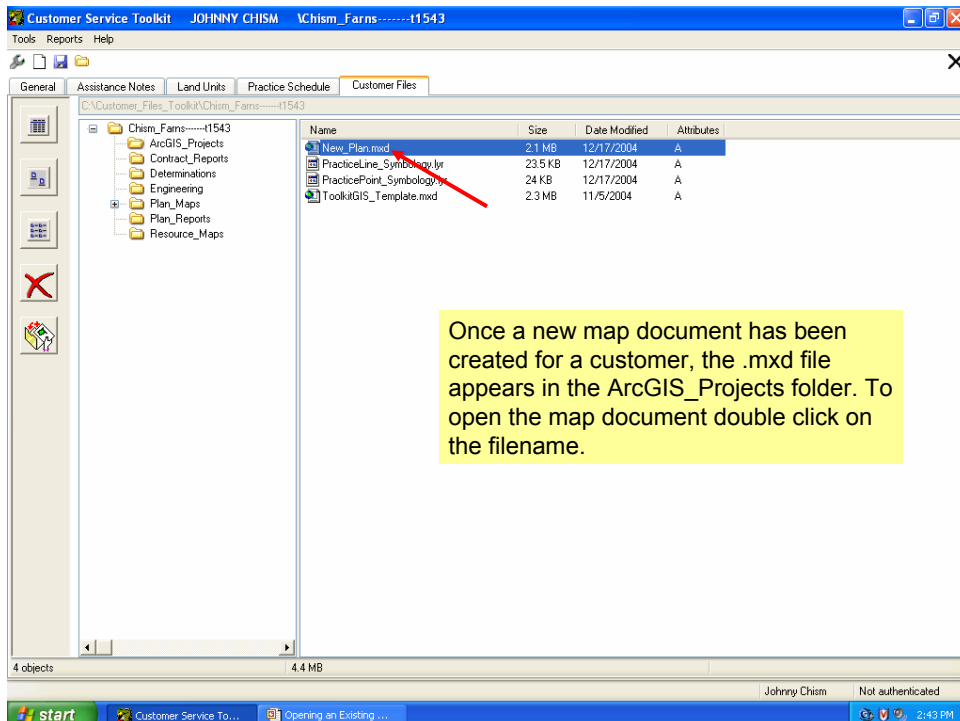 Customer Service Toolkit JOHNNY CHISM \Chism_Farns-------t1543
Tools Reports Help
General Assistance Notes Land Units Practice Schedule Customer Files
C:\Customer_Files_Toolkit\Chism_Farns-------t1543
Chism_Farns-------t1543
ArcGIS_Projects
Contract_Reports
Determinations
Engineering
Plan_Maps
Plan_Reports
Resource_Maps
Name Size Date Modified Attributes
New_Plan.mxd 2.1 MB 12/17/2004 A
PracticeLine_Symbology.lyr 23.5 KB 12/17/2004 A
PracticePoint_Symbology.lyr 24 KB 12/17/2004 A
ToolkitGIS_Template.mxd 2.3 MB 11/5/2004 A
Once a new map document has been
created for a customer, the .mxd file
appears in the ArcGIS_Projects folder. To
open the map document double click on
the filename.
4 objects 4.4 MB
Johnny Chism Not authenticated
start Customer Service To... Opening an Existing ... 2:43 PM